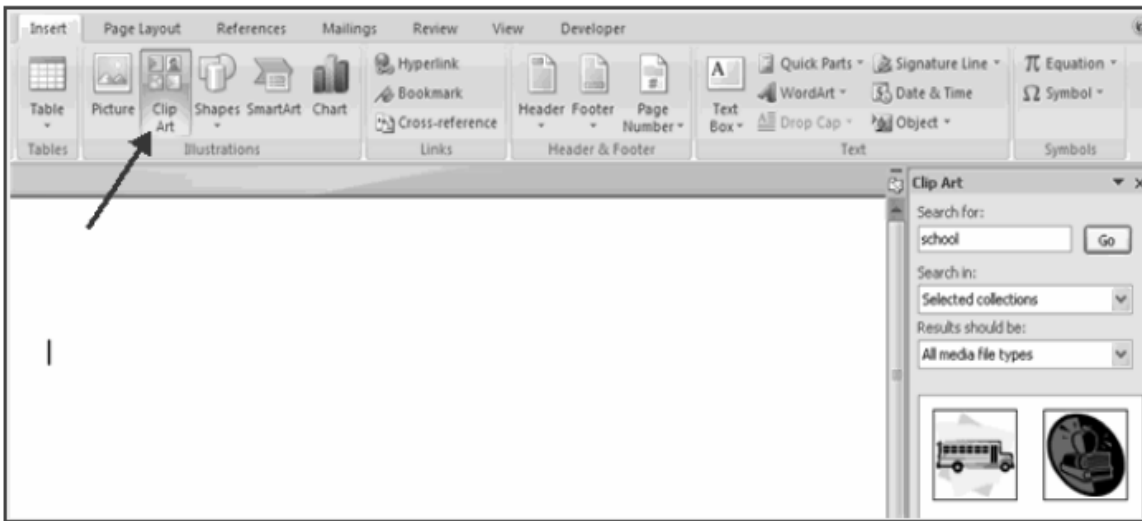 Insert Page Layout References Mailings Review View Developer
Table
Tables
Picture Clip Art Shapes SmartArt Chart
Illustrations
Hyperlink
Bookmark
Cross-reference
Links
Header Footer Page Number
Header & Footer
A
Text Box
Quick Parts
WordArt
Drop Cap
Signature Line
Date & Time
Object
Text
π Equation
Ω Symbol
Symbols
Clip Art
Search for:
school Go
Search in:
Selected collections
Results should be:
All media file types